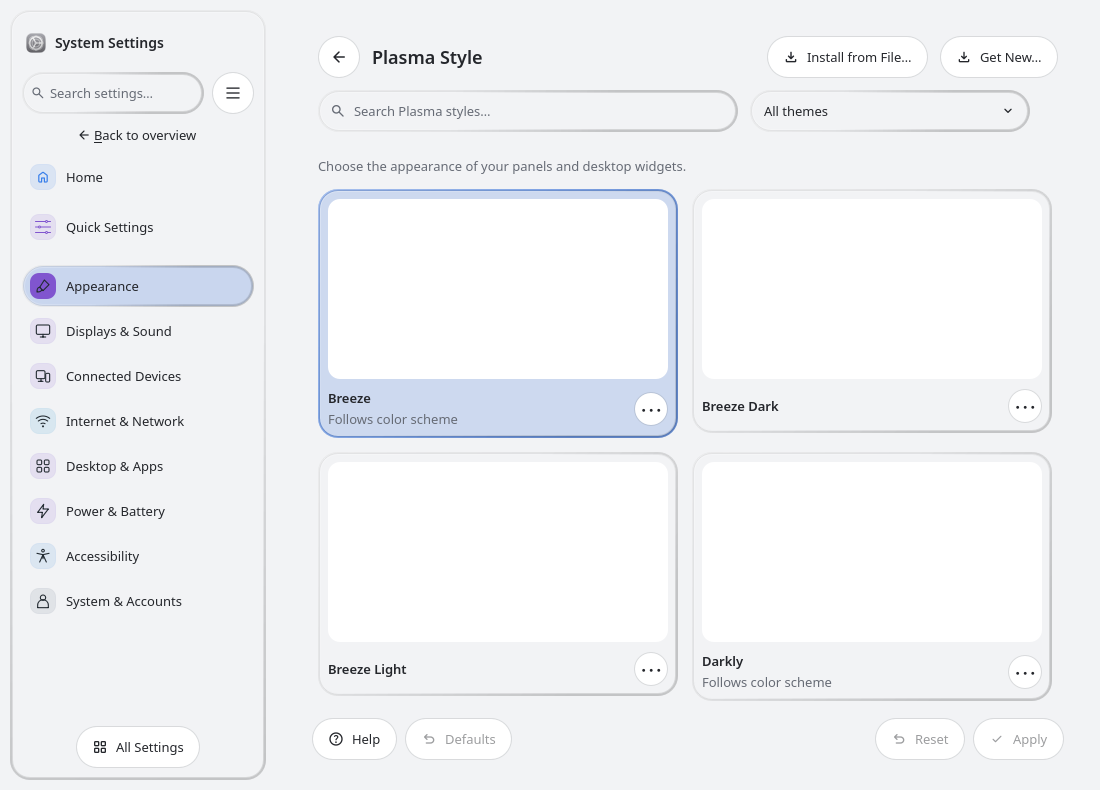 System Settings
Search settings...
Back to overview
Home
Quick Settings
Appearance
Displays & Sound
Connected Devices
Internet & Network
Desktop & Apps
Power & Battery
Accessibility
System & Accounts
All Settings
Plasma Style
Install from File...
Get New...
Search Plasma styles...
All themes
Choose the appearance of your panels and desktop widgets.
Breeze
Follows color scheme
Breeze Dark
Breeze Light
Darkly
Follows color scheme
Help
Defaults
Reset
Apply